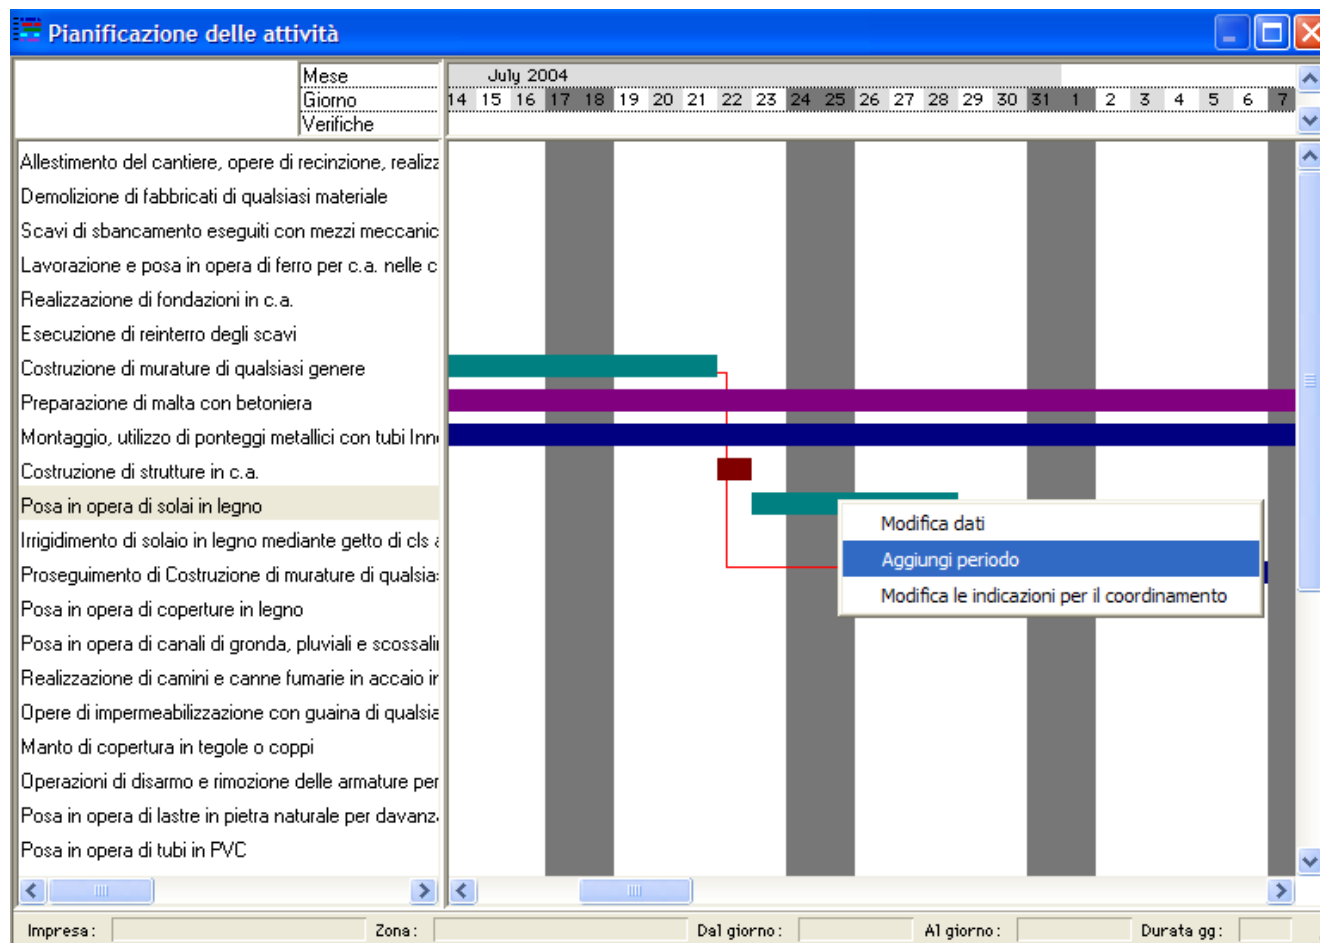 Pianificazione delle attività
Mese
July 2004
Giorno
14 15 16 17 18 19 20 21 22 23 24 25 26 27 28 29 30 31 1 2 3 4 5 6 7
Verifiche
Allestimento del cantiere, opere di recinzione, realizz
Demolizione di fabbricati di qualsiasi materiale
Scavi di sbancamento eseguiti con mezzi meccanic
Lavorazione e posa in opera di ferro per c.a. nelle c
Realizzazione di fondazioni in c.a.
Esecuzione di reinterro degli scavi
Costruzione di murature di qualsiasi genere
Preparazione di malta con betoniera
Montaggio, utilizzo di ponteggi metallici con tubi Inn
Costruzione di strutture in c.a.
Posa in opera di solai in legno
Irrigidimento di solaio in legno mediante getto di cls
Proseguimento di Costruzione di murature di qualsia
Posa in opera di coperture in legno
Posa in opera di canali di gronda, pluviali e scossali
Realizzazione di camini e canne fumarie in accaio i
Opere di impermeabilizzazione con guaina di qualsia
Manto di copertura in tegole o coppi
Operazioni di disarmo e rimozione delle armature per
Posa in opera di lastre in pietra naturale per davanz
Posa in opera di tubi in PVC
Modifica dati
Aggiungi periodo
Modifica le indicazioni per il coordinamento
Impresa: Zona: Dal giorno: Al giorno: Durata gg: